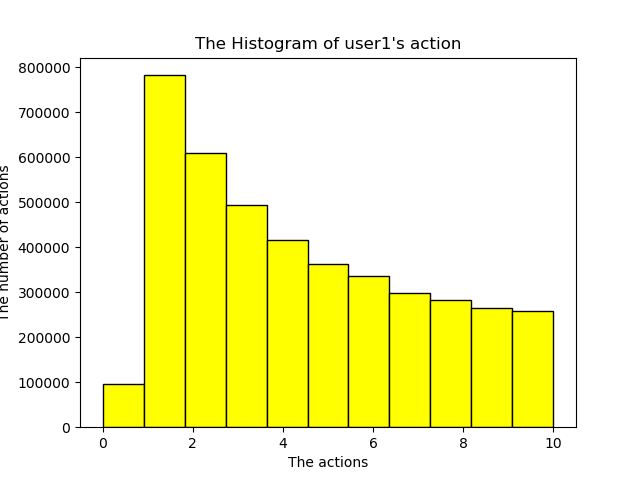 The Histogram of user1's action
800000
700000
600000
500000
400000
300000
200000
100000
0
The number of actions
0 2 4 6 8 10
The actions